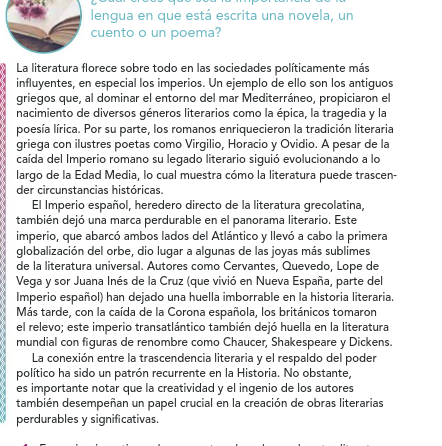 ¿Cuál crees que sea la importancia de la
lengua en que está escrita una novela, un
cuento o un poema?
La literatura florece sobre todo en las sociedades políticamente más
influyentes, en especial los imperios. Un ejemplo de ello son los antiguos
griegos que, al dominar el entorno del mar Mediterráneo, propiciaron el
nacimiento de diversos géneros literarios como la épica, la tragedia y la
poesía lírica. Por su parte, los romanos enriquecieron la tradición literaria
griega con ilustres poetas como Virgilio, Horacio y Ovidio. A pesar de la
caída del Imperio romano su legado literario siguió evolucionando a lo
largo de la Edad Media, lo cual muestra cómo la literatura puede trascen-
der circunstancias históricas.
El Imperio español, heredero directo de la literatura grecolatina,
también dejó una marca perdurable en el panorama literario. Este
imperio, que abarcó ambos lados del Atlántico y llevó a cabo la primera
globalización del orbe, dio lugar a algunas de las joyas más sublimes
de la literatura universal. Autores como Cervantes, Quevedo, Lope de
Vega y sor Juana Inés de la Cruz (que vivió en Nueva España, parte del
Imperio español) han dejado una huella imborrable en la historia literaria.
Más tarde, con la caída de la Corona española, los británicos tomaron
el relevo; este imperio transatlántico también dejó huella en la literatura
mundial con figuras de renombre como Chaucer, Shakespeare y Dickens.
La conexión entre la trascendencia literaria y el respaldo del poder
político ha sido un patrón recurrente en la Historia. No obstante,
es importante notar que la creatividad y el ingenio de los autores
también desempeñan un papel crucial en la creación de obras literarias
perdurables y significativas.